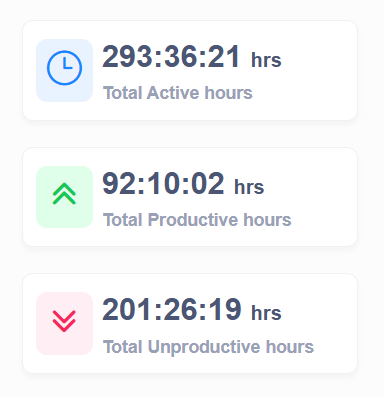 293:36:21 hrs
Total Active hours
92:10:02 hrs
Total Productive hours
201:26:19 hrs
Total Unproductive hours